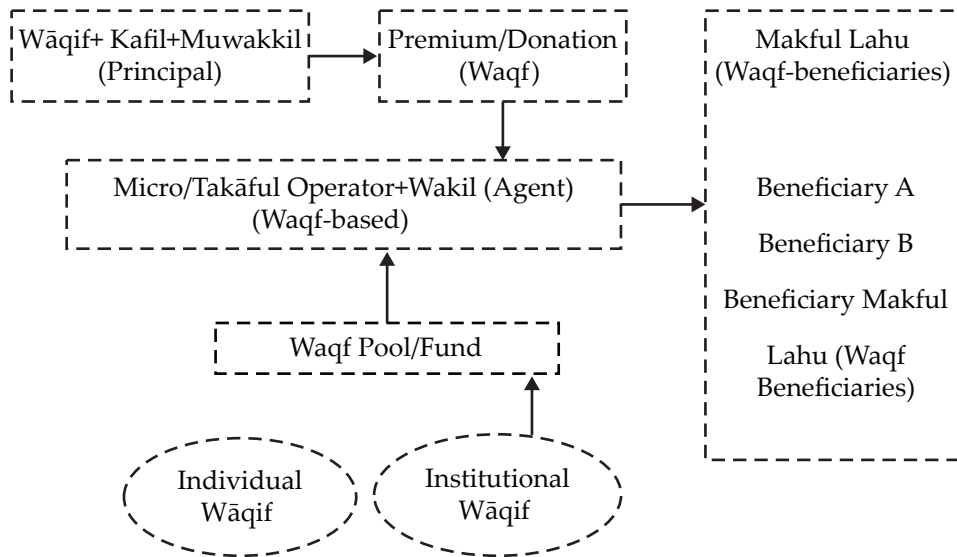 Wāqif+ Kafil+Muwakkil
(Principal)
Premium/Donation
(Waqf)
Makful Lahu
(Waqf-beneficiaries)
Micro/Takāful Operator+Wakil (Agent)
(Waqf-based)
Beneficiary A
Beneficiary B
Beneficiary Makful
Lahu (Waqf
Beneficiaries)
Waqf Pool/Fund
Individual
Wāqif
Institutional
Wāqif